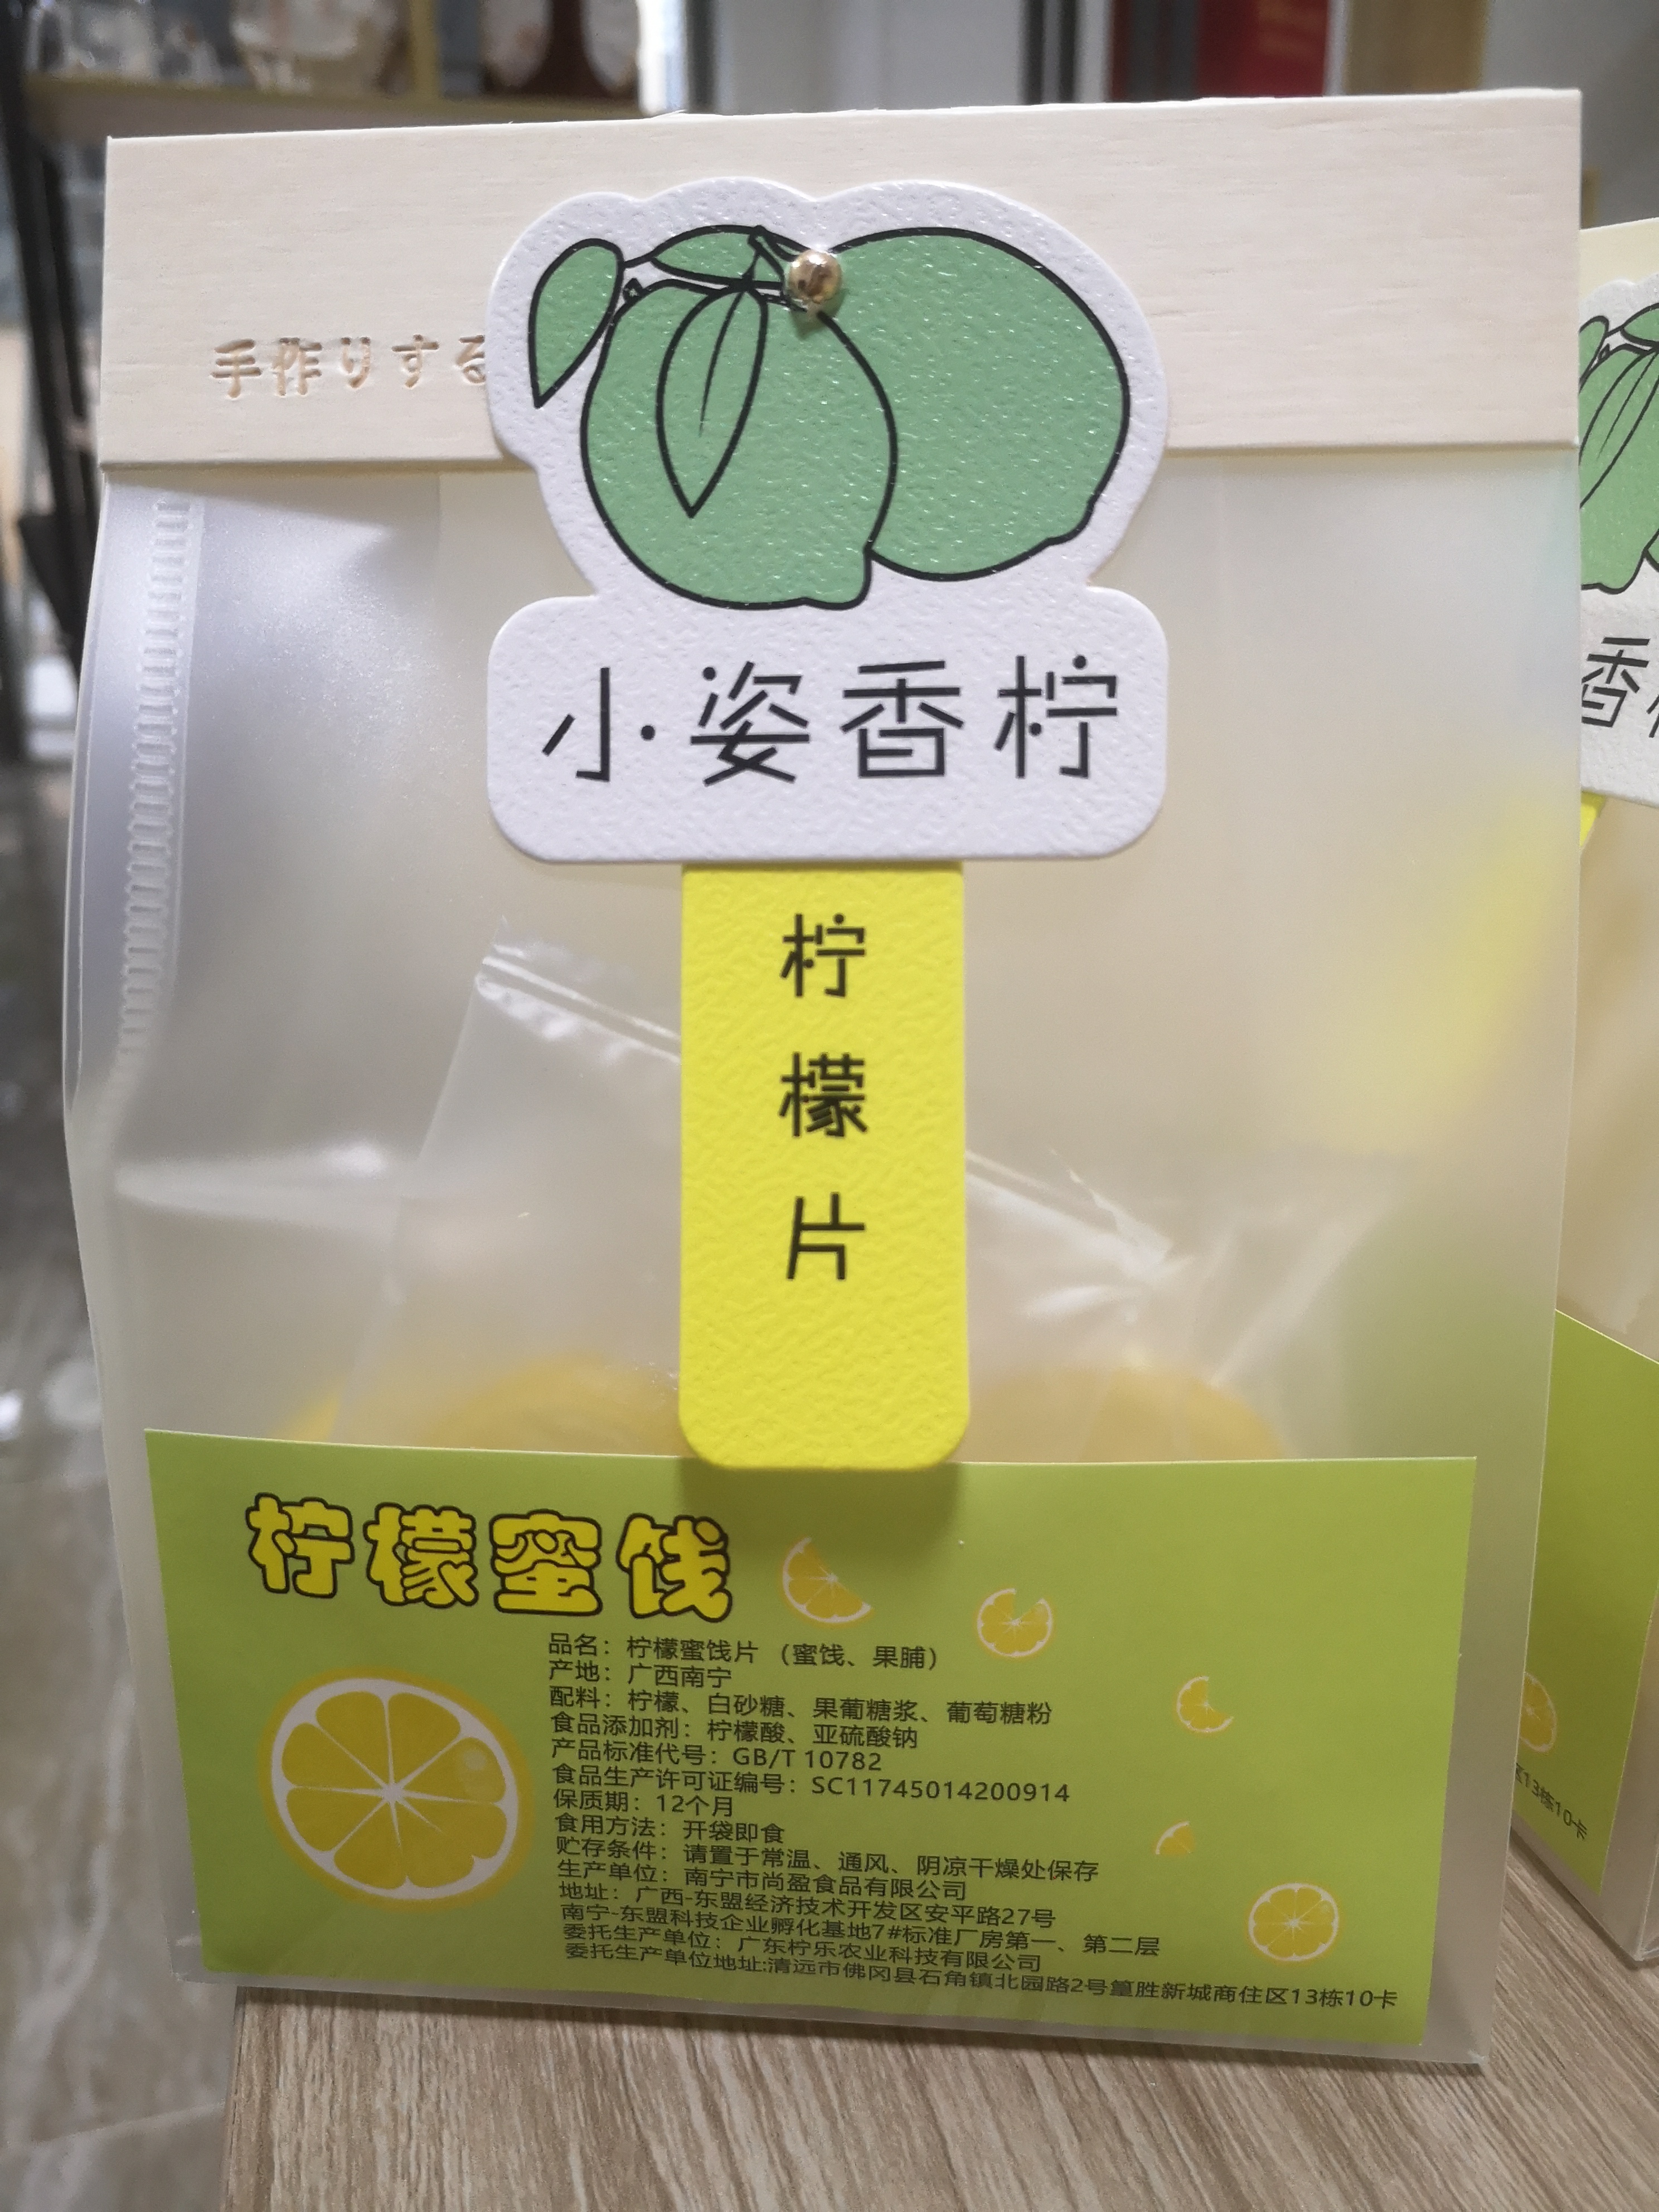 手作りする
小姿香柠
柠
檬
片
柠檬蜜饯
品名：柠檬蜜饯片 （蜜饯、果脯）
产地：广西南宁
配料：柠檬、白砂糖、果葡糖浆、葡萄糖粉
食品添加剂：柠檬酸、亚硫酸钠
产品标准代号：GB/T 10782
食品生产许可证编号：SC11745014200914
保质期：12个月
食用方法：开袋即食
贮存条件：请置于常温、通风、阴凉干燥处保存
生产单位：南宁市尚盈食品有限公司
地址：广西-东盟经济技术开发区安平路27号
南宁-东盟科技企业孵化基地7#标准厂房第一、第二层
委托生产单位：广东柠乐农业科技有限公司
委托生产单位地址:清远市佛冈县石角镇北园路2号篁胜新城商住区13栋10卡
香
区13栋10卡